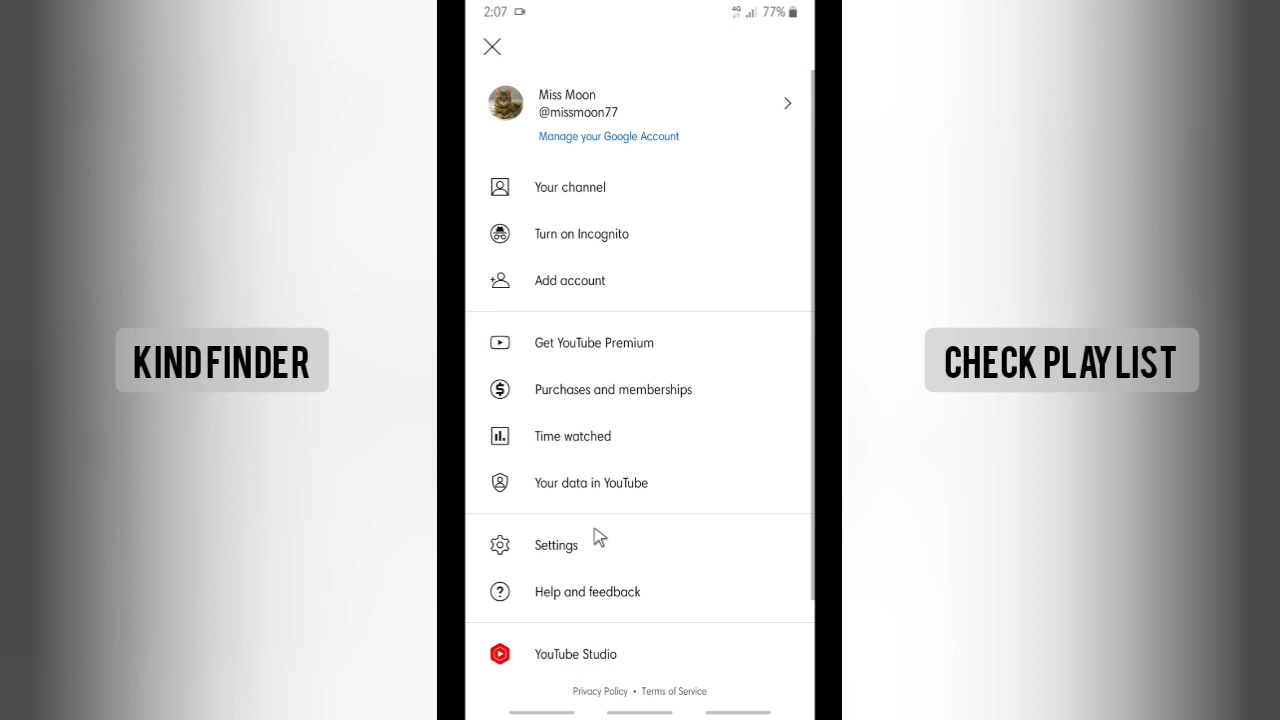 2:07
4G 77%
Miss Moon
@missmoon77
Manage your Google Account
Your channel
Turn on Incognito
Add account
Get YouTube Premium
Purchases and memberships
Time watched
Your data in YouTube
Settings
Help and feedback
YouTube Studio
Privacy Policy • Terms of Service
KIND FINDER
CHECK PLAYLIST